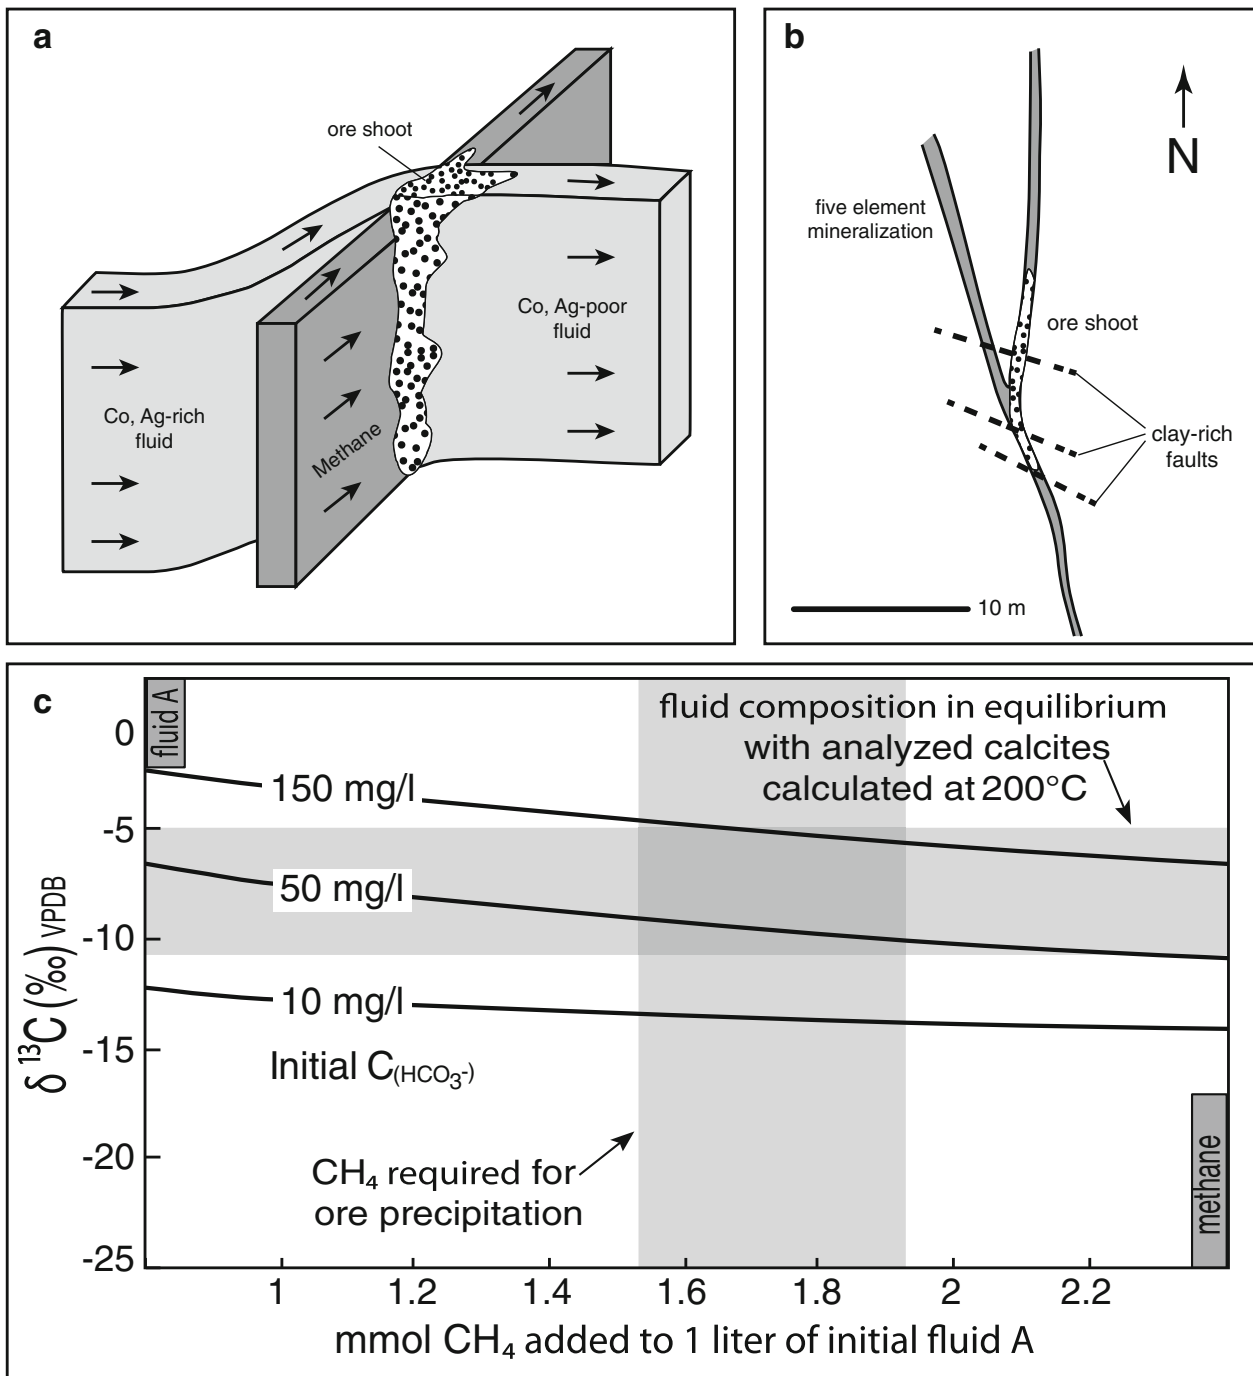 a
ore shoot
Co, Ag-rich
fluid
Methane
Co, Ag-poor
fluid
b
N
five element
mineralization
ore shoot
clay-rich
faults
10 m
c
fluid A
fluid composition in equilibrium
with analyzed calcites
calculated at 200°C
150 mg/l
50 mg/l
10 mg/l
Initial C(HCO₃-)
CH₄ required for
ore precipitation
methane
δ ¹³C (‰) VPDB
0
-5
-10
-15
-20
-25
1
1.2
1.4
1.6
1.8
2
2.2
mmol CH₄ added to 1 liter of initial fluid A